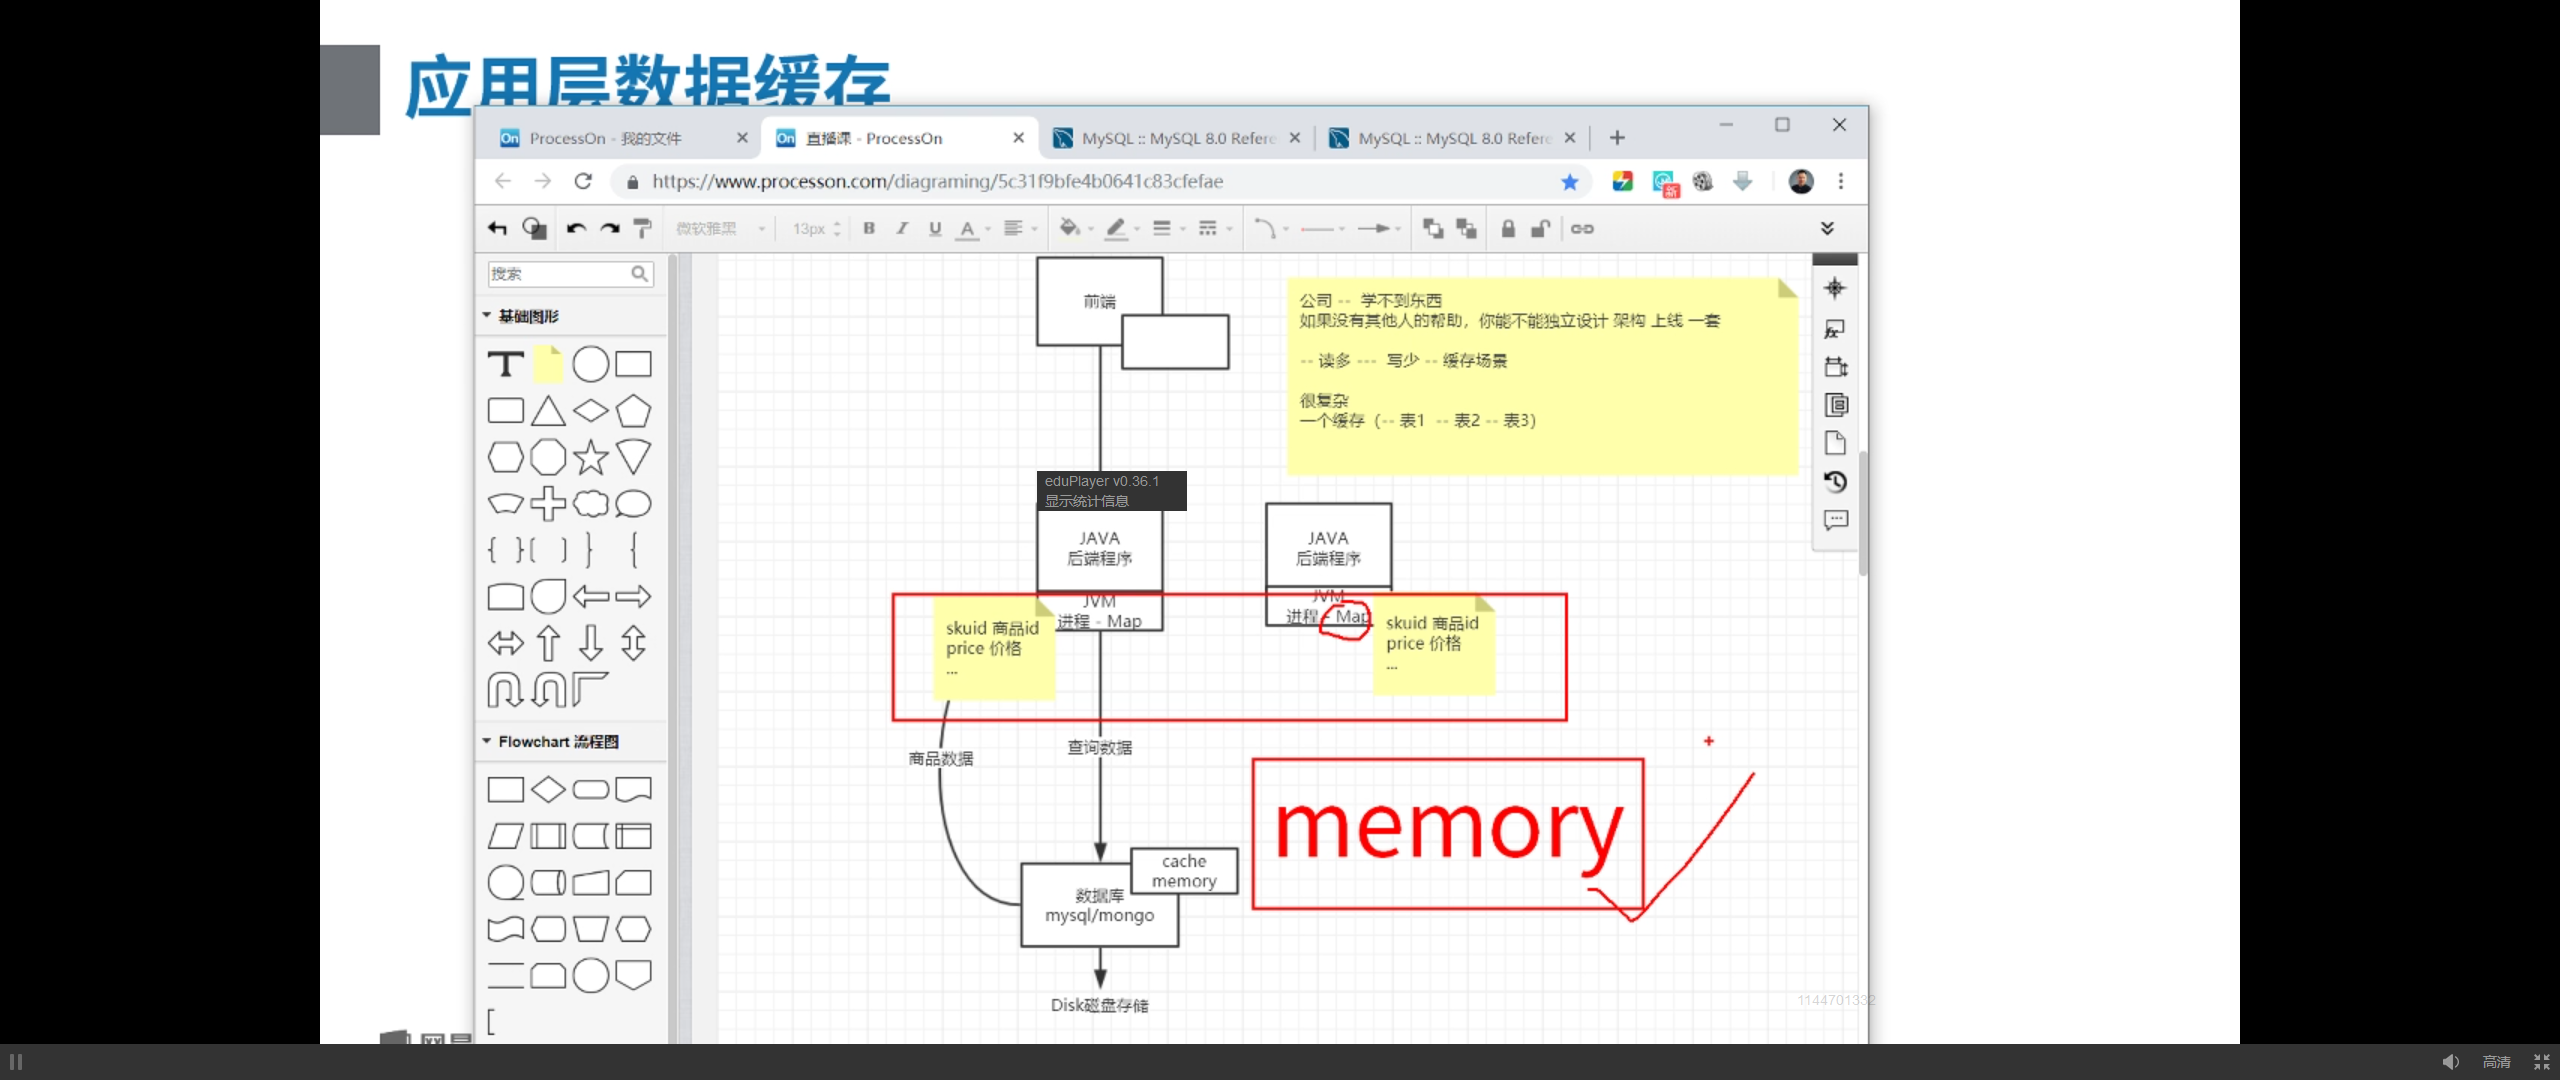 应用层数据缓存
ProcessOn - 我的文件
直播课 - ProcessOn
MySQL :: MySQL 8.0 Refere
MySQL :: MySQL 8.0 Refere
https://www.processon.com/diagraming/5c31f9bfe4b0641c83cfefae
新
微软雅黑
13px
B I U A
搜索
基础图形
T
Flowchart 流程图
前端
公司 -- 学不到东西
如果没有其他人的帮助，你能不能独立设计 架构 上线 一套
-- 读多 --- 写少 -- 缓存场景
很复杂
一个缓存（-- 表1 -- 表2 -- 表3）
eduPlayer v0.36.1
显示统计信息
JAVA
后端程序
JVM
进程 - Map
JAVA
后端程序
JVM
进程 - Map
skuid 商品id
price 价格
...
skuid 商品id
price 价格
...
商品数据
查询数据
memory
cache
memory
数据库
mysql/mongo
Disk磁盘存储
1144701332
高清